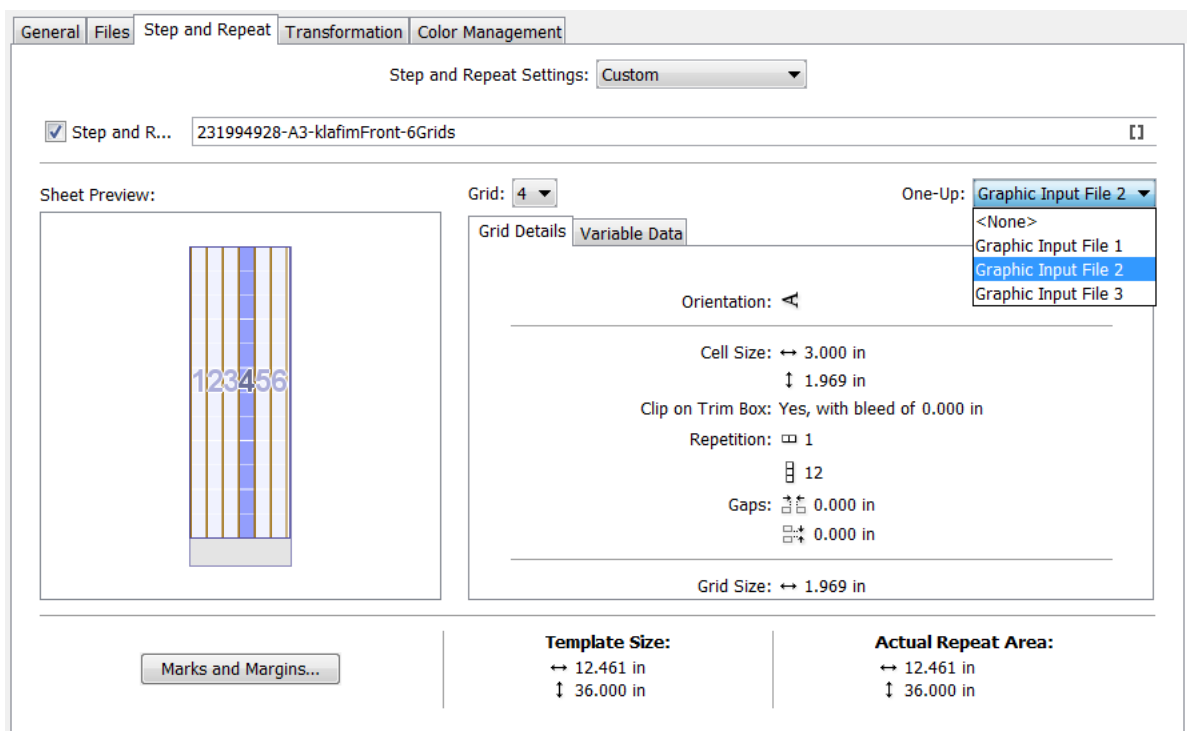 General Files Step and Repeat Transformation Color Management
Step and Repeat Settings: Custom
Step and R... 231994928-A3-klafimFront-6Grids
Sheet Preview:
Grid: 4
One-Up: Graphic Input File 2
<None>
Graphic Input File 1
Graphic Input File 2
Graphic Input File 3
Grid Details Variable Data
Orientation:
123456
Cell Size: ↔ 3.000 in
↕ 1.969 in
Clip on Trim Box: Yes, with bleed of 0.000 in
Repetition: 1
12
Gaps: 0.000 in
0.000 in
Grid Size: ↔ 1.969 in
Marks and Margins...
Template Size:
↔ 12.461 in
↕ 36.000 in
Actual Repeat Area:
↔ 12.461 in
↕ 36.000 in